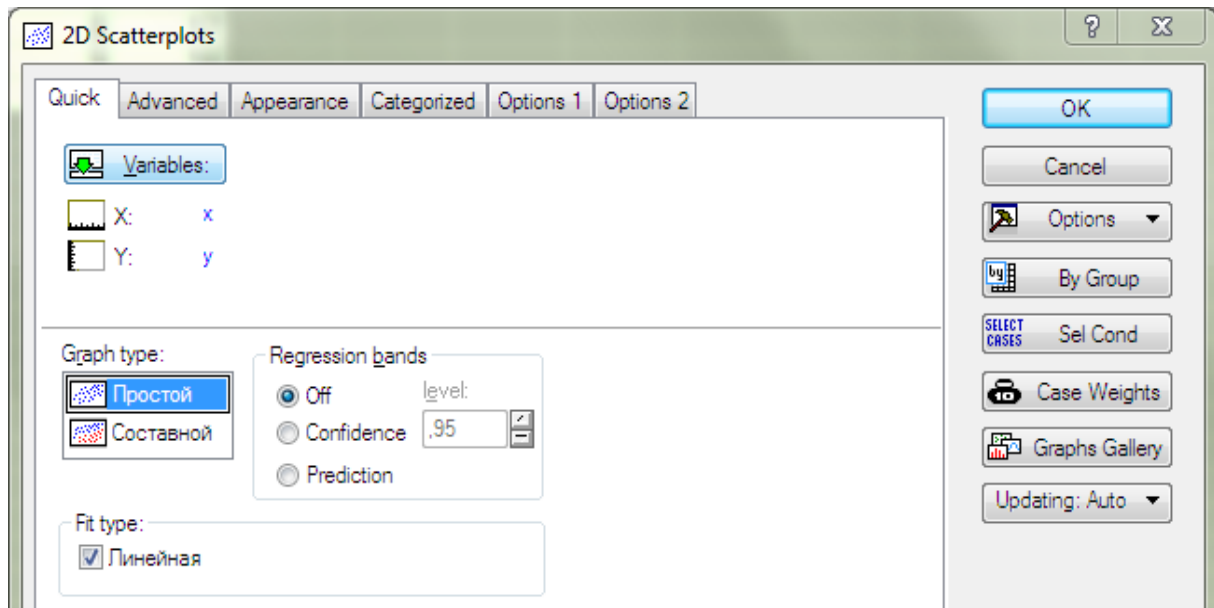 2D Scatterplots
Quick Advanced Appearance Categorized Options 1 Options 2
Variables:
X: x
Y: y
Graph type:
Простой
Составной
Regression bands
Off level:
Confidence ,95
Prediction
Fit type:
Линейная
OK
Cancel
Options
by By Group
SELECT CASES Sel Cond
Case Weights
Graphs Gallery
Updating: Auto